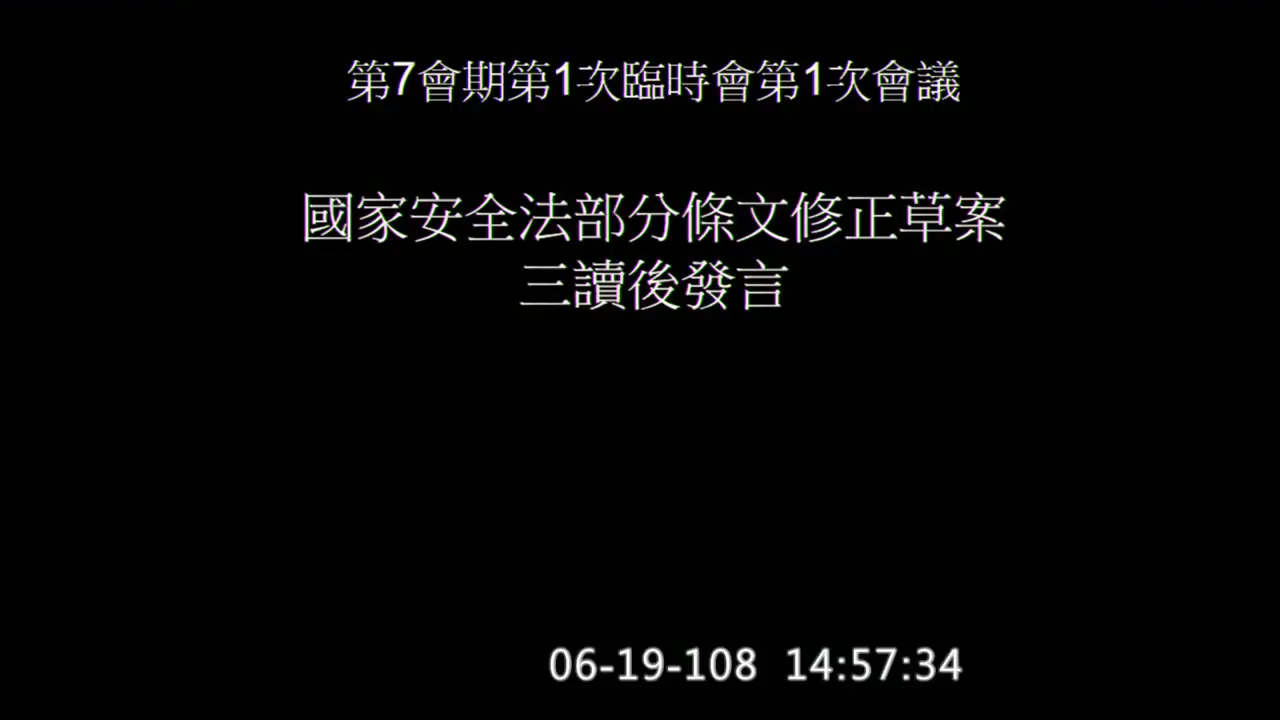 第7會期第1次臨時會第1次會議
國家安全法部分條文修正草案
三讀後發言
06-19-108 14:57:34